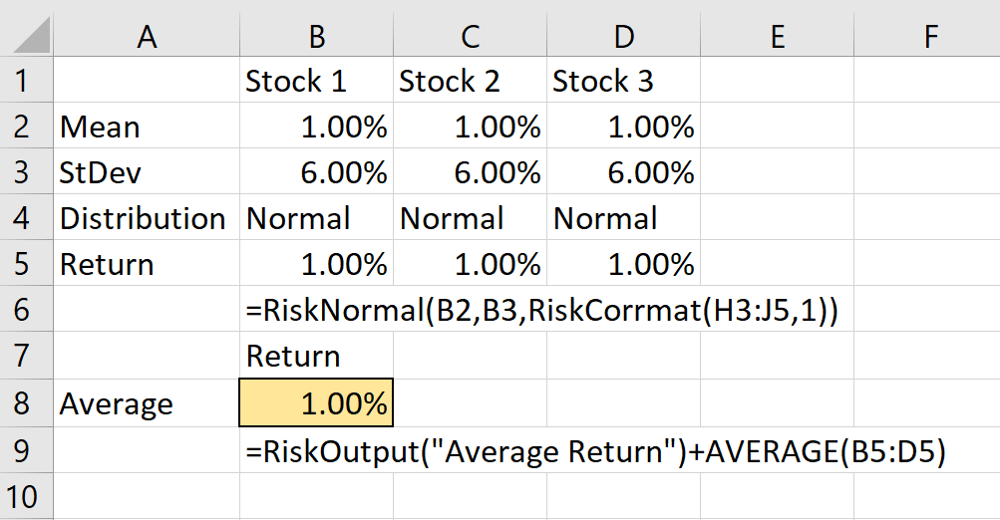 A B C D E F
1 Stock 1 Stock 2 Stock 3
2 Mean 1.00% 1.00% 1.00%
3 StDev 6.00% 6.00% 6.00%
4 Distribution Normal Normal Normal
5 Return 1.00% 1.00% 1.00%
6 =RiskNormal(B2,B3,RiskCorrmat(H3:J5,1))
7 Return
8 Average 1.00%
9 =RiskOutput("Average Return")+AVERAGE(B5:D5)
10